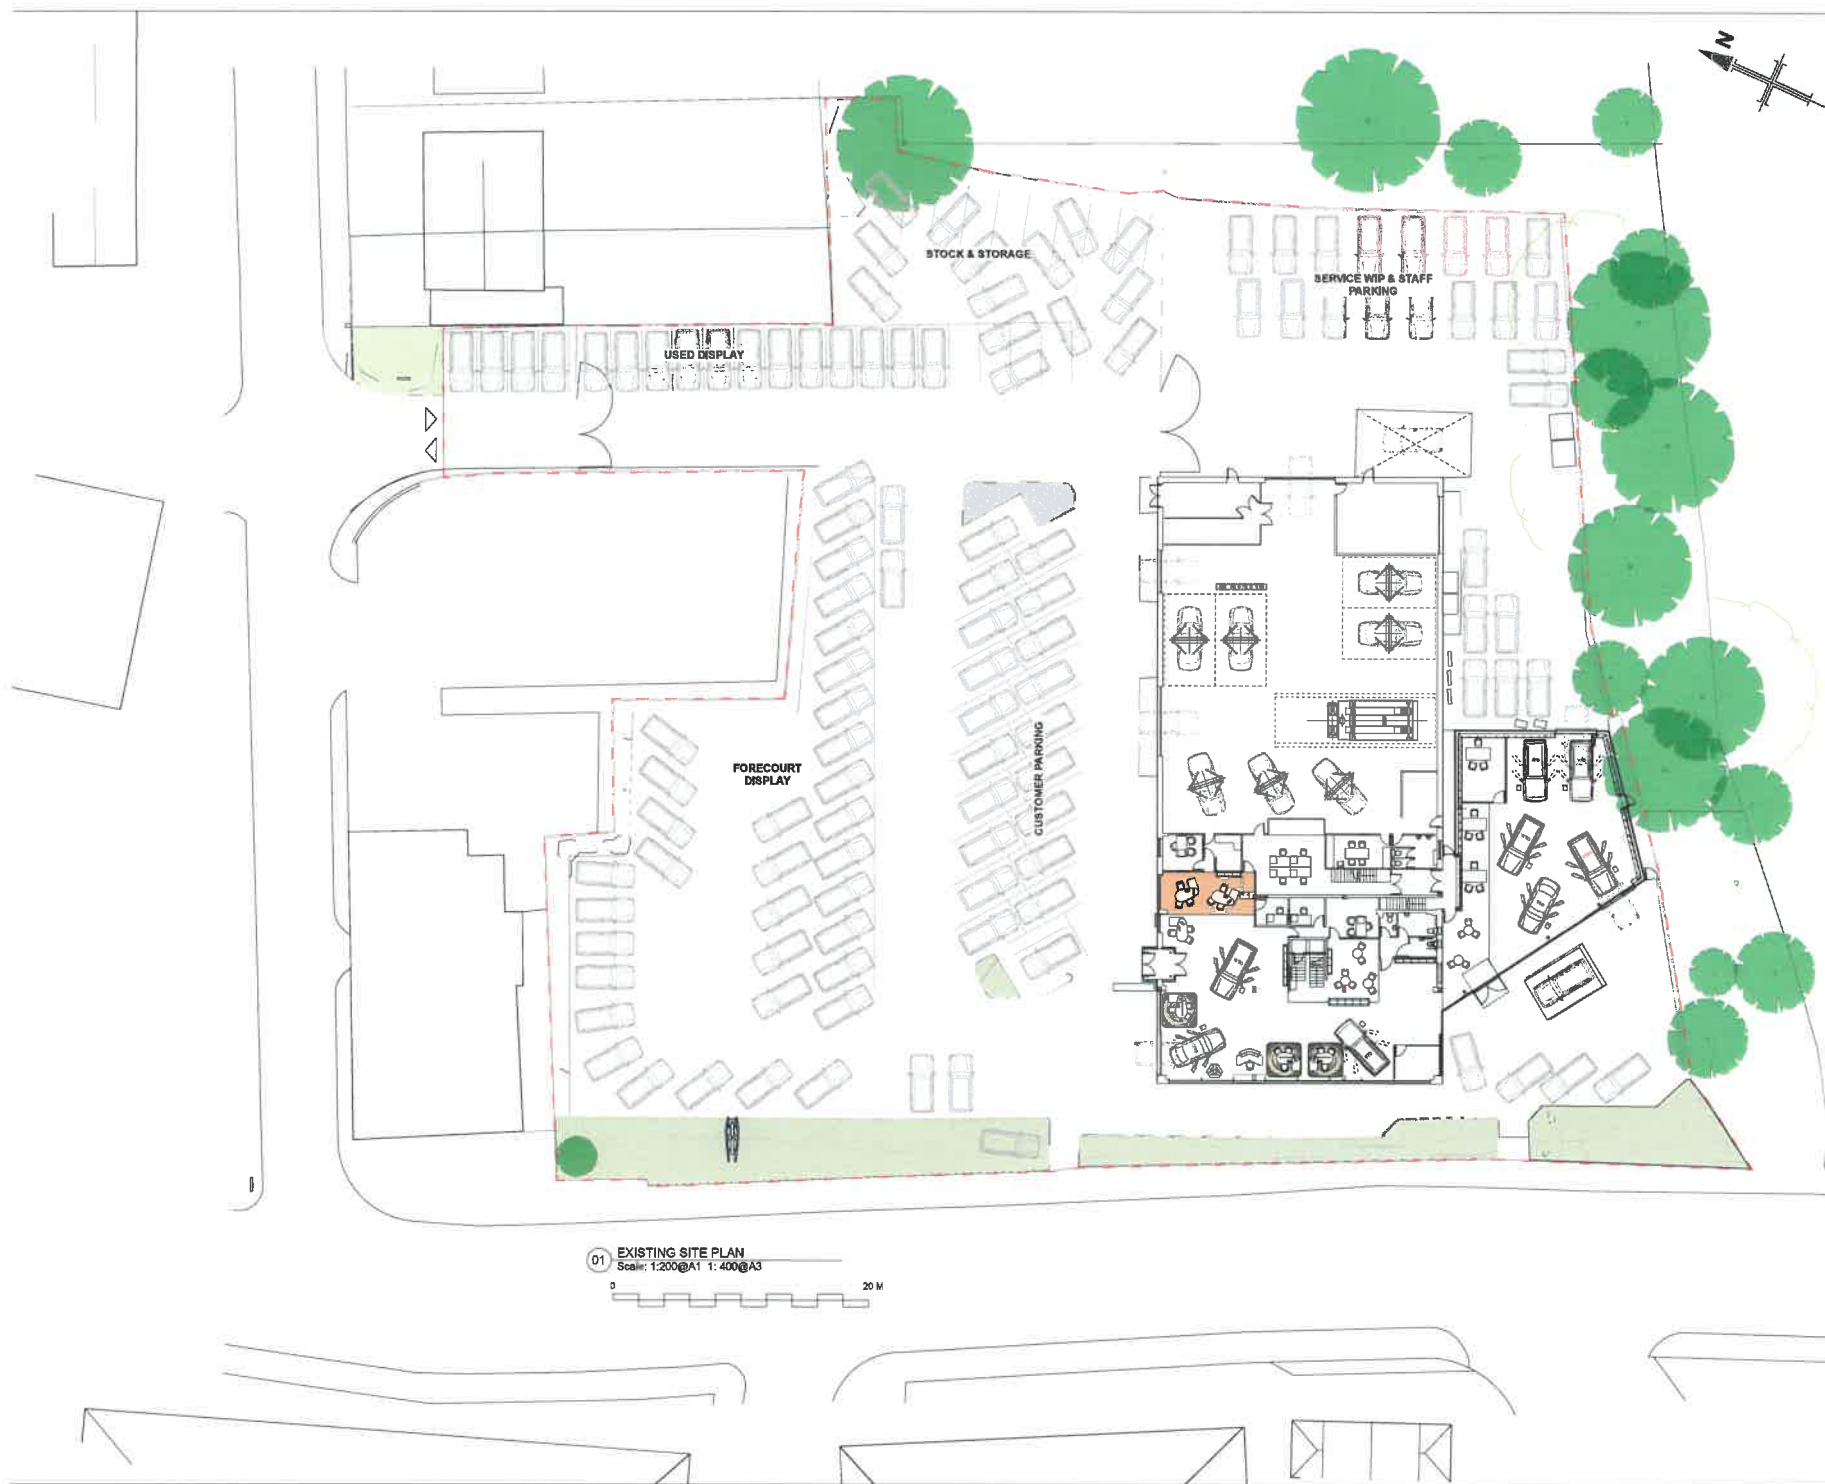 N
STOCK & STORAGE
SERVICE WIP & STAFF
PARKING
USED DISPLAY
FORECOURT
DISPLAY
CUSTOMER PARKING
01
EXISTING SITE PLAN
Scale: 1:200@A1 1: 400@A3
0
20 M